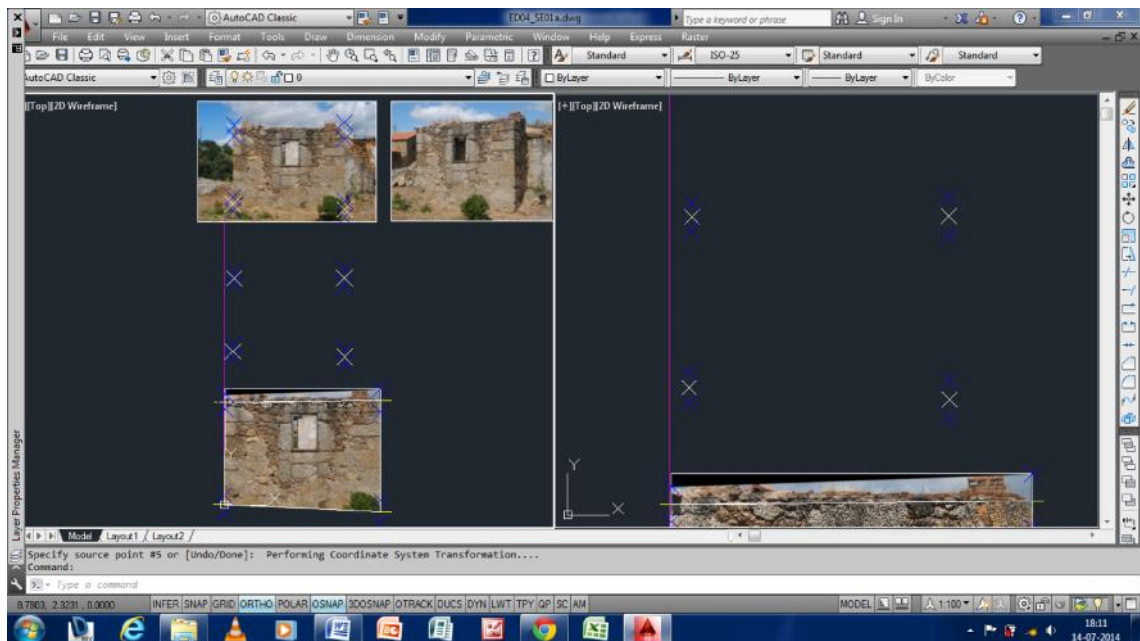 AutoCAD Classic ED04_SE01a.dwg Type a keyword or phrase Sign In
File Edit View Insert Format Tools Draw Dimension Modify Parametric Window Help Express Raster
Standard ISO-25 Standard Standard
AutoCAD Classic 0 ByLayer ByLayer ByLayer ByColor
][Top][2D Wireframe] [+][Top][2D Wireframe]
Y
X
Y
X
Layer Properties Manager
Model Layout1 Layout2
Specify source point #5 or [Undo/Done]: Performing Coordinate System Transformation....
Command:
Type a command
8.7803, 2.3231 , 0.0000 INFER SNAP GRID ORTHO POLAR OSNAP 3DOSNAP OTRACK DUCS DYN LWT TPY QP SC AM MODEL 1:100
18:11
14-07-2014